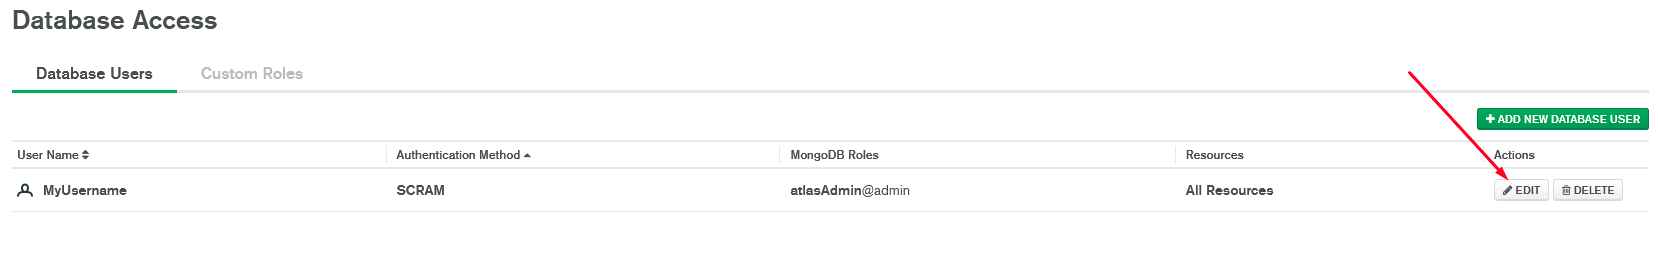 Database Access
Database Users Custom Roles
ADD NEW DATABASE USER
User Name Authentication Method MongoDB Roles Resources Actions
MyUsername SCRAM atlasAdmin@admin All Resources EDIT DELETE